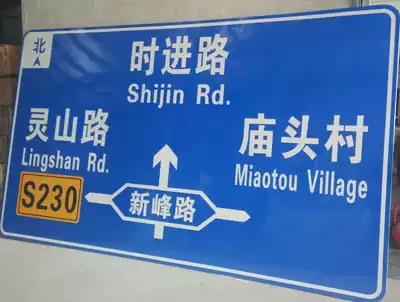 北
时进路
Shijin Rd.
灵山路
Lingshan Rd.
S230
庙头村
Miaotou Village
新峰路